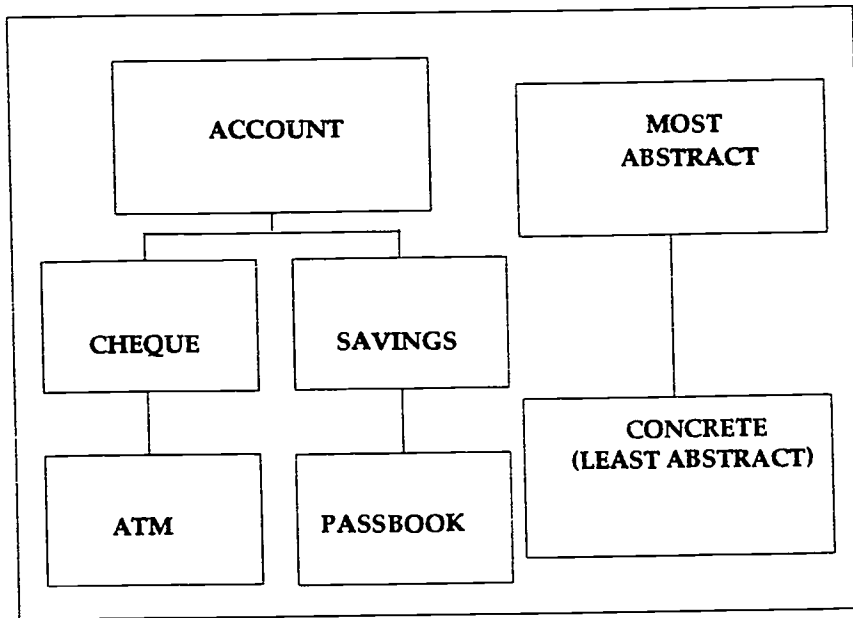 ACCOUNT
MOST
ABSTRACT
CHEQUE
SAVINGS
CONCRETE
(LEAST ABSTRACT)
ATM
PASSBOOK